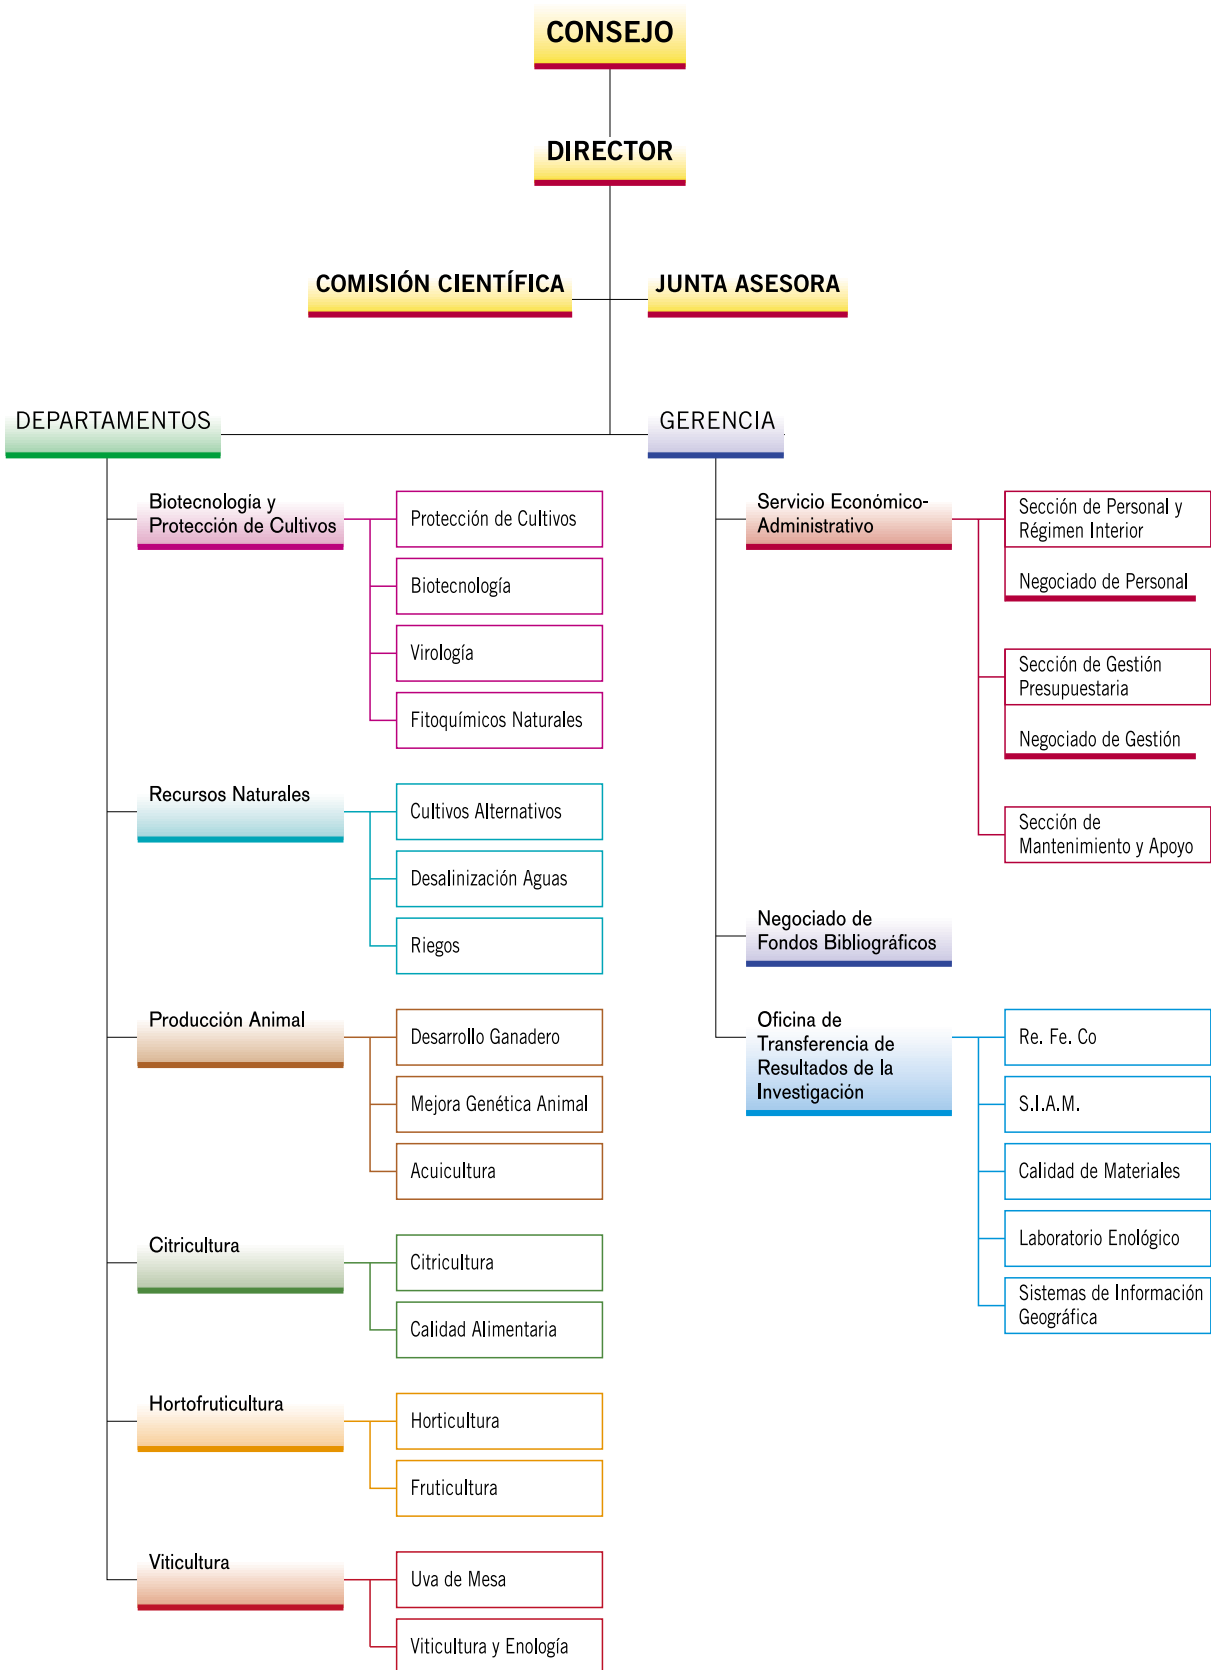 CONSEJO
DIRECTOR
COMISIÓN CIENTÍFICA
JUNTA ASESORA
DEPARTAMENTOS
Biotecnología y
Protección de Cultivos
Protección de Cultivos
Biotecnología
Virología
Fitoquímicos Naturales
Recursos Naturales
Cultivos Alternativos
Desalinización Aguas
Riegos
Producción Animal
Desarrollo Ganadero
Mejora Genética Animal
Acuicultura
Citricultura
Citricultura
Calidad Alimentaria
Hortofruticultura
Horticultura
Fruticultura
Viticultura
Uva de Mesa
Viticultura y Enología
GERENCIA
Servicio Económico-
Administrativo
Sección de Personal y
Régimen Interior
Negociado de Personal
Sección de Gestión
Presupuestaria
Negociado de Gestión
Sección de
Mantenimiento y Apoyo
Negociado de
Fondos Bibliográficos
Oficina de
Transferencia de
Resultados de la
Investigación
Re. Fe. Co
S.I.A.M.
Calidad de Materiales
Laboratorio Enológico
Sistemas de Información
Geográfica